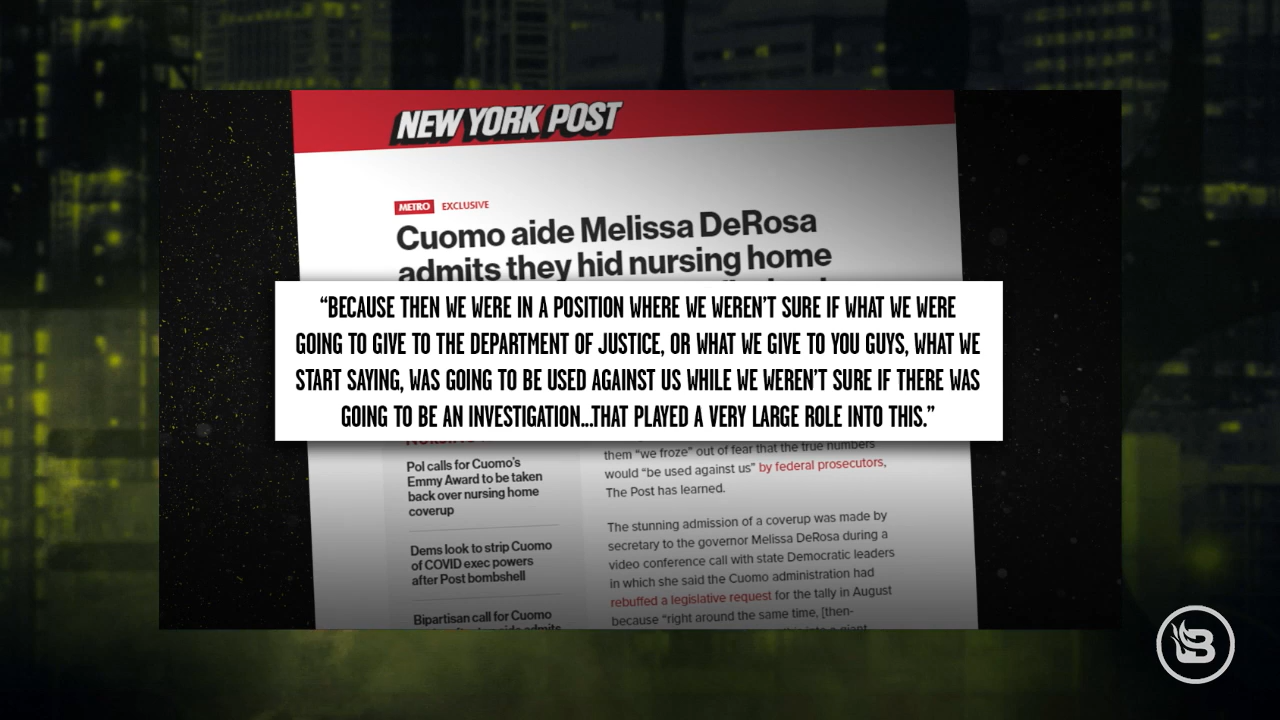 NEW YORK POST
METRO EXCLUSIVE
Cuomo aide Melissa DeRosa
admits they hid nursing home
“BECAUSE THEN WE WERE IN A POSITION WHERE WE WEREN’T SURE IF WHAT WE WERE
GOING TO GIVE TO THE DEPARTMENT OF JUSTICE, OR WHAT WE GIVE TO YOU GUYS, WHAT WE
START SAYING, WAS GOING TO BE USED AGAINST US WHILE WE WEREN’T SURE IF THERE WAS
GOING TO BE AN INVESTIGATION...THAT PLAYED A VERY LARGE ROLE INTO THIS.”
Pol calls for Cuomo’s
Emmy Award to be taken
back over nursing home
coverup
Dems look to strip Cuomo
of COVID exec powers
after Post bombshell
Bipartisan call for Cuomo
them “we froze” out of fear that the true numbers
would “be used against us” by federal prosecutors,
The Post has learned.
The stunning admission of a coverup was made by
secretary to the governor Melissa DeRosa during a
video conference call with state Democratic leaders
in which she said the Cuomo administration had
rebuffed a legislative request for the tally in August
because “right around the same time, [then-
B